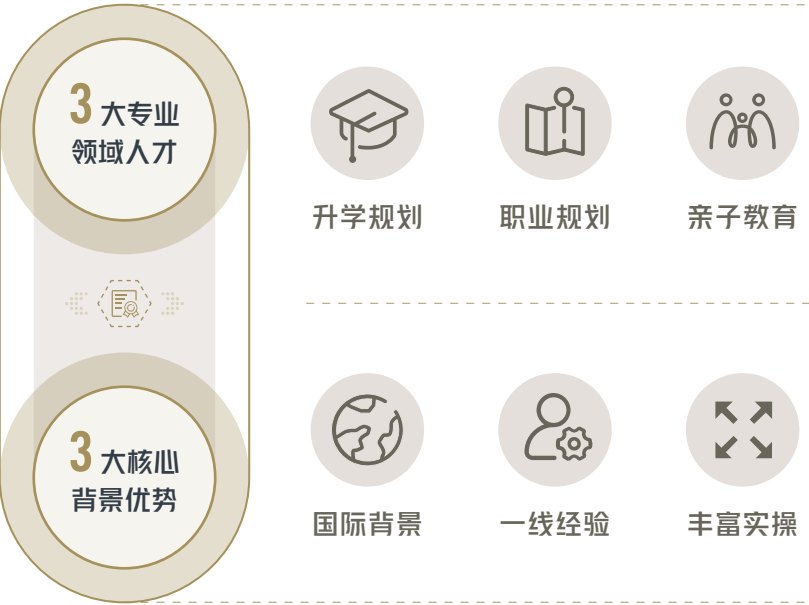 3大专业
领域人才
升学规划
职业规划
亲子教育
3大核心
背景优势
国际背景
一线经验
丰富实操